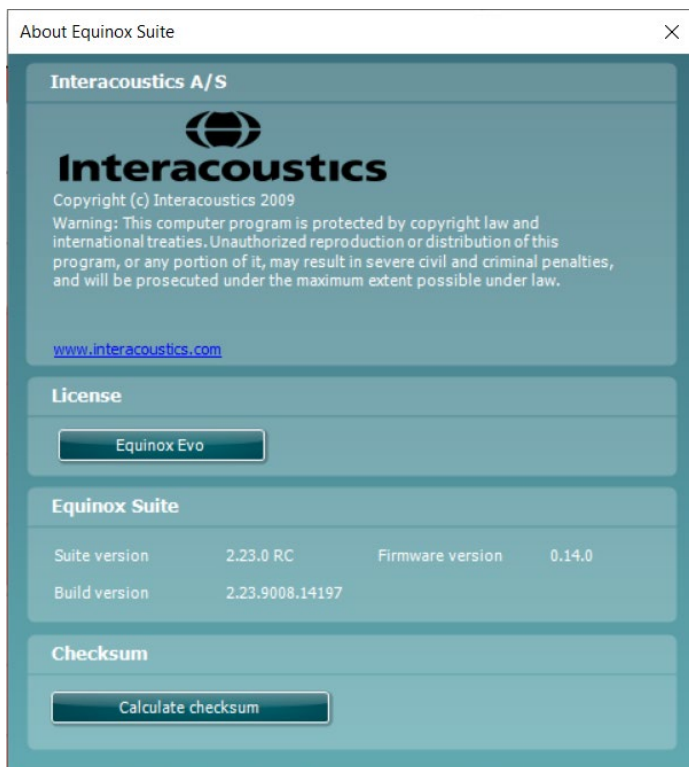 About Equinox Suite
Interacoustics A/S
Interacoustics
Copyright (c) Interacoustics 2009
Warning: This computer program is protected by copyright law and
international treaties. Unauthorized reproduction or distribution of this
program, or any portion of it, may result in severe civil and criminal penalties,
and will be prosecuted under the maximum extent possible under law.
www.interacoustics.com
License
Equinox Evo
Equinox Suite
Suite version 2.23.0 RC Firmware version 0.14.0
Build version 2.23.9008.14197
Checksum
Calculate checksum